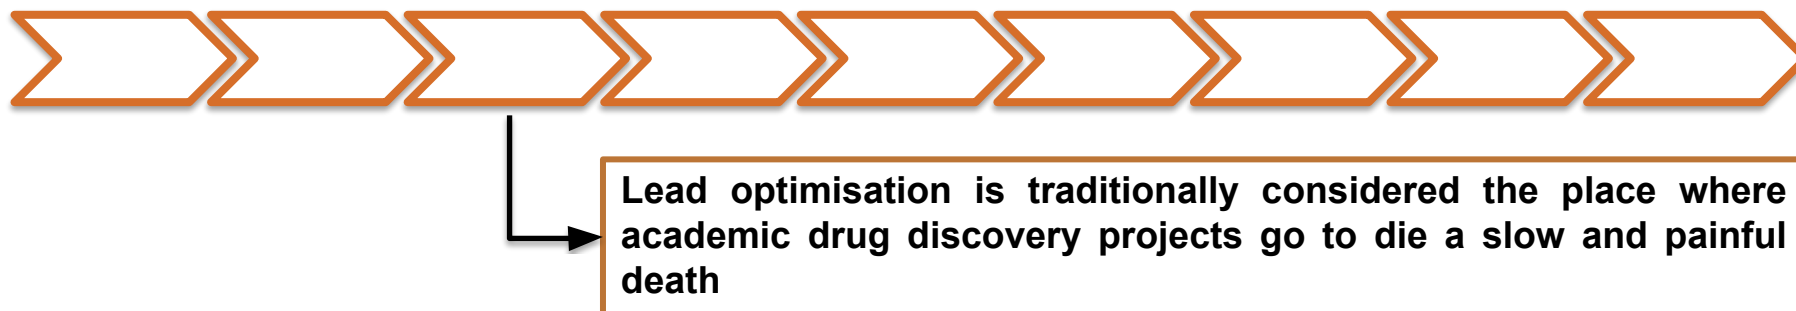 Lead optimisation is traditionally considered the place where
academic drug discovery projects go to die a slow and painful
death